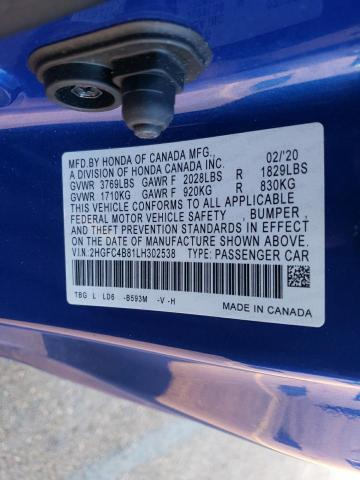 MFD.BY HONDA OF CANADA MFG., 02/'20
A DIVISION OF HONDA CANADA INC.
GVWR 3769LBS GAWR F 2028LBS R 1829LBS
GVWR 1710KG GAWR F 920KG R 830KG
THIS VEHICLE CONFORMS TO ALL APPLICABLE
FEDERAL MOTOR VEHICLE SAFETY , BUMPER ,
AND THEFT PREVENTION STANDARDS IN EFFECT ON
THE DATE OF MANUFACTURE SHOWN ABOVE.
V.I.N. 2HGFC4B81LH302538 TYPE: PASSENGER CAR
TBG L LD6 -B593M -V -H
MADE IN CANADA